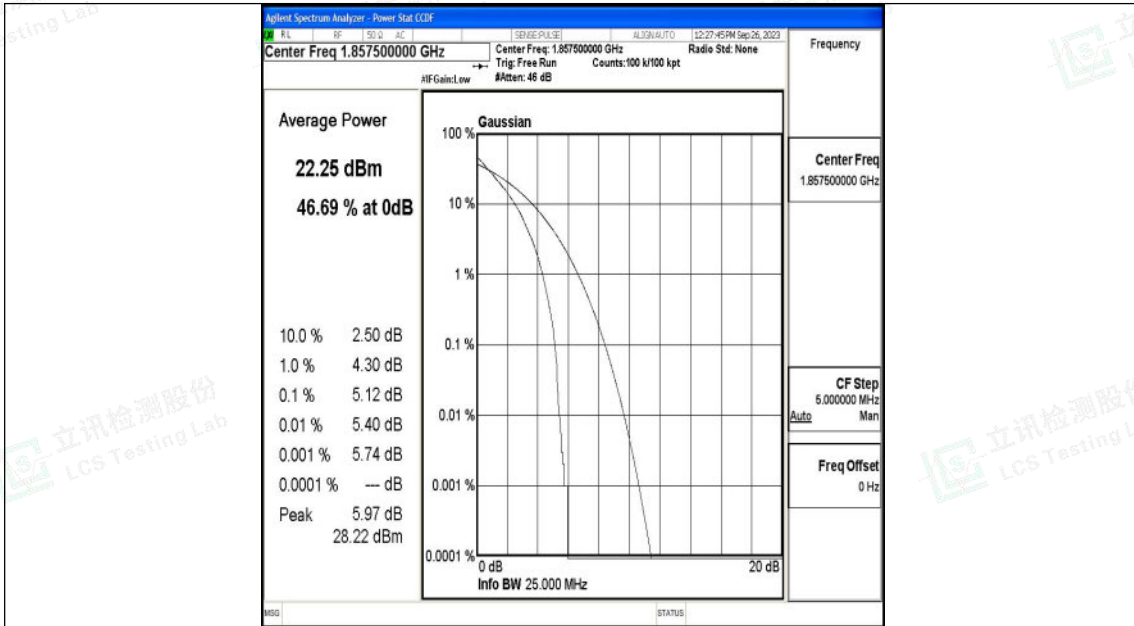 Agilent Spectrum Analyzer - Power Stat CCDF
RL RF 50 Ω AC SENSE:PULSE ALIGNAUTO 12:27:45PM Sep 26, 2023
Center Freq 1.857500000 GHz
Center Freq: 1.857500000 GHz Radio Std: None
Trig: Free Run Counts:100 k/100 kpt
#IFGain:Low #Atten: 46 dB
Frequency
Average Power
22.25 dBm
46.69 % at 0dB
10.0 % 2.50 dB
1.0 % 4.30 dB
0.1 % 5.12 dB
0.01 % 5.40 dB
0.001 % 5.74 dB
0.0001 % --- dB
Peak 5.97 dB
28.22 dBm
Gaussian
100 %
10 %
1 %
0.1 %
0.01 %
0.001 %
0.0001 %
0 dB 20 dB
Info BW 25.000 MHz
Center Freq
1.857500000 GHz
CF Step
5.000000 MHz
Auto Man
Freq Offset
0 Hz
MSG STATUS
sting Lab
立讯检测股份
LCS Testing Lab
立讯检测股份
LCS Testing L